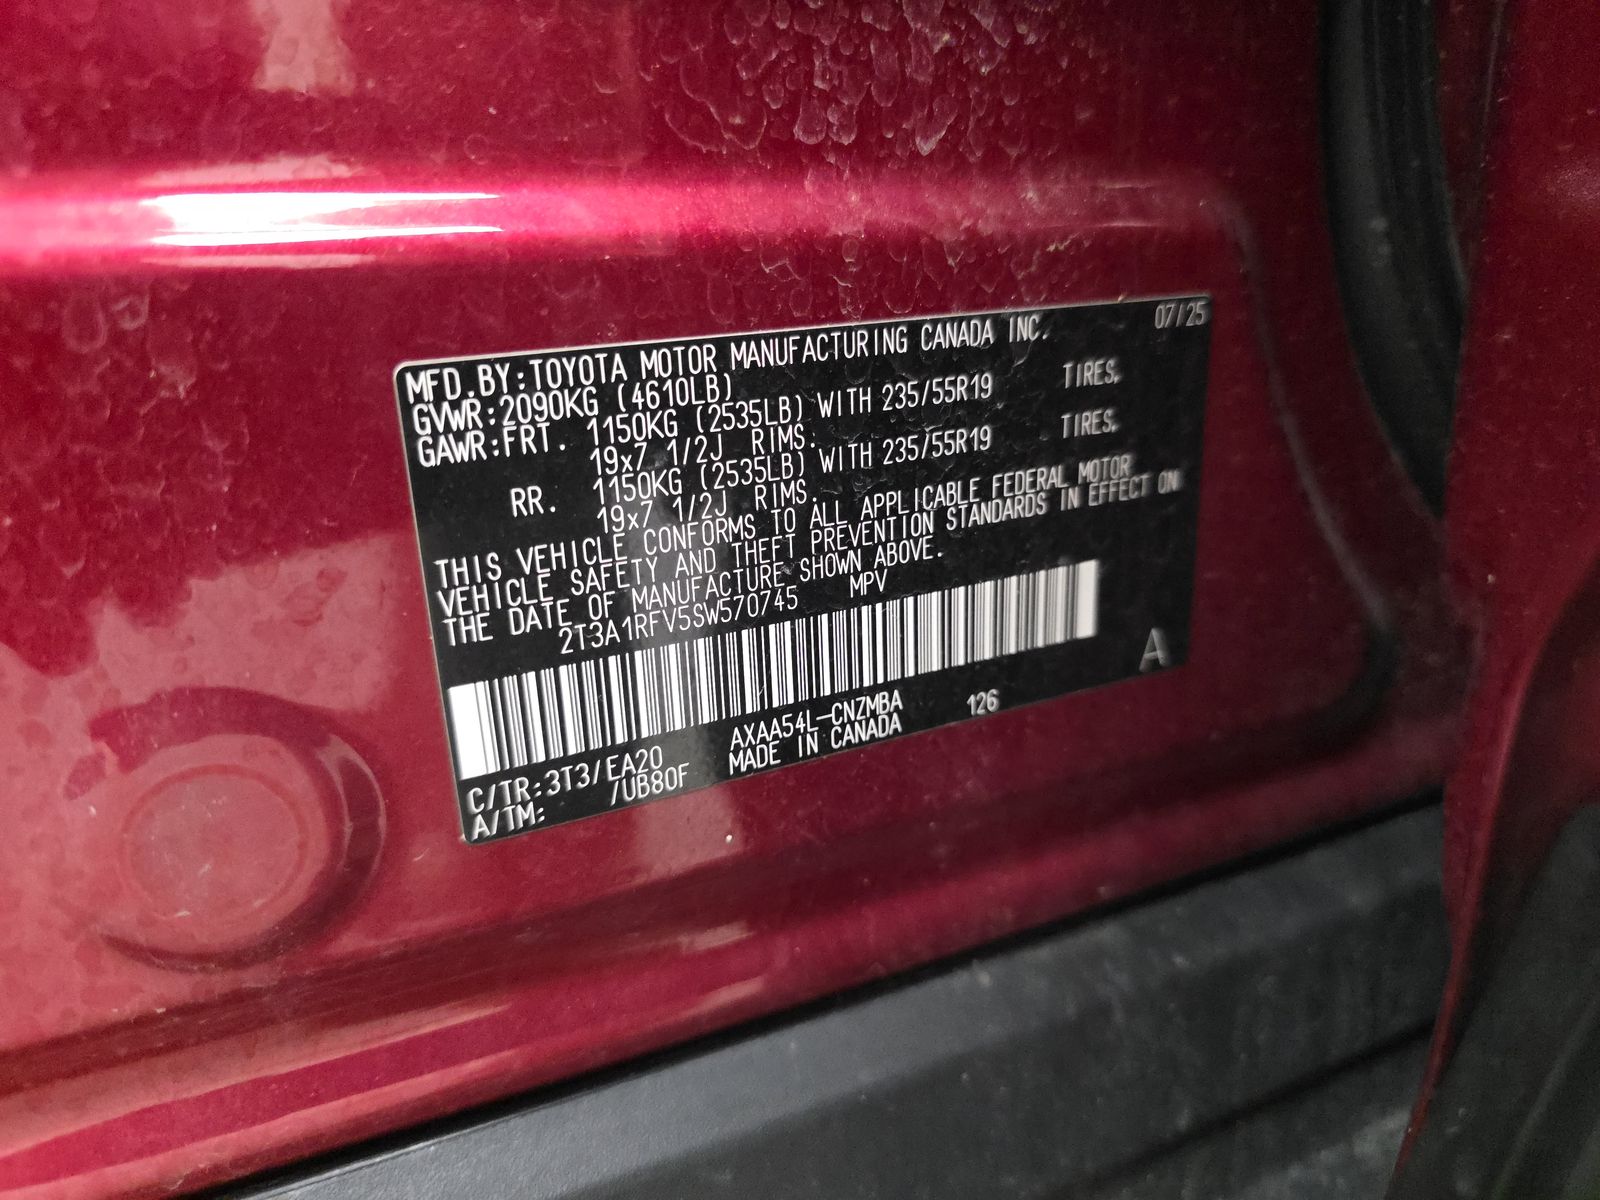 07/25
MFD.BY:TOYOTA MOTOR MANUFACTURING CANADA INC.
GVWR:2090KG (4610LB)
GAWR:FRT. 1150KG (2535LB) WITH 235/55R19 TIRES,
19x7 1/2J RIMS.
RR. 1150KG (2535LB) WITH 235/55R19 TIRES,
19x7 1/2J RIMS.
THIS VEHICLE CONFORMS TO ALL APPLICABLE FEDERAL MOTOR
VEHICLE SAFETY AND THEFT PREVENTION STANDARDS IN EFFECT ON
THE DATE OF MANUFACTURE SHOWN ABOVE.
2T3A1RFV5SW570745 MPV
A
C/TR:3T3/EA20 AXAA54L-CNZMBA 126
A/TM: /UB80F MADE IN CANADA